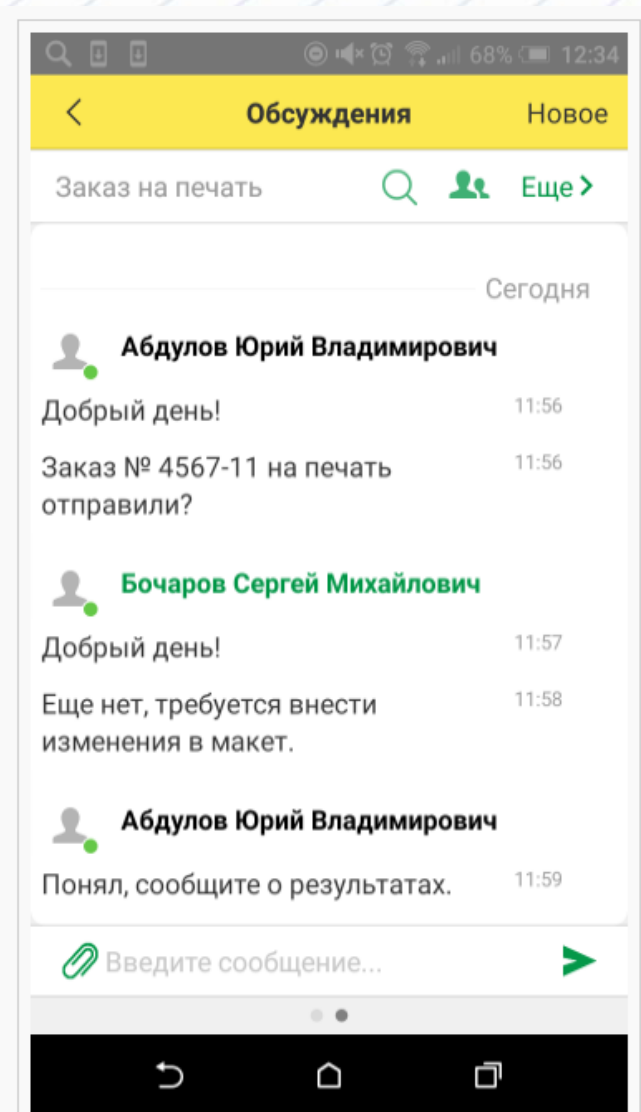 68% 12:34
Обсуждения Новое
Заказ на печать Еще
Сегодня
Абдулов Юрий Владимирович
Добрый день! 11:56
Заказ № 4567-11 на печать 11:56
отправили?
Бочаров Сергей Михайлович
Добрый день! 11:57
Еще нет, требуется внести 11:58
изменения в макет.
Абдулов Юрий Владимирович
Понял, сообщите о результатах. 11:59
Введите сообщение...